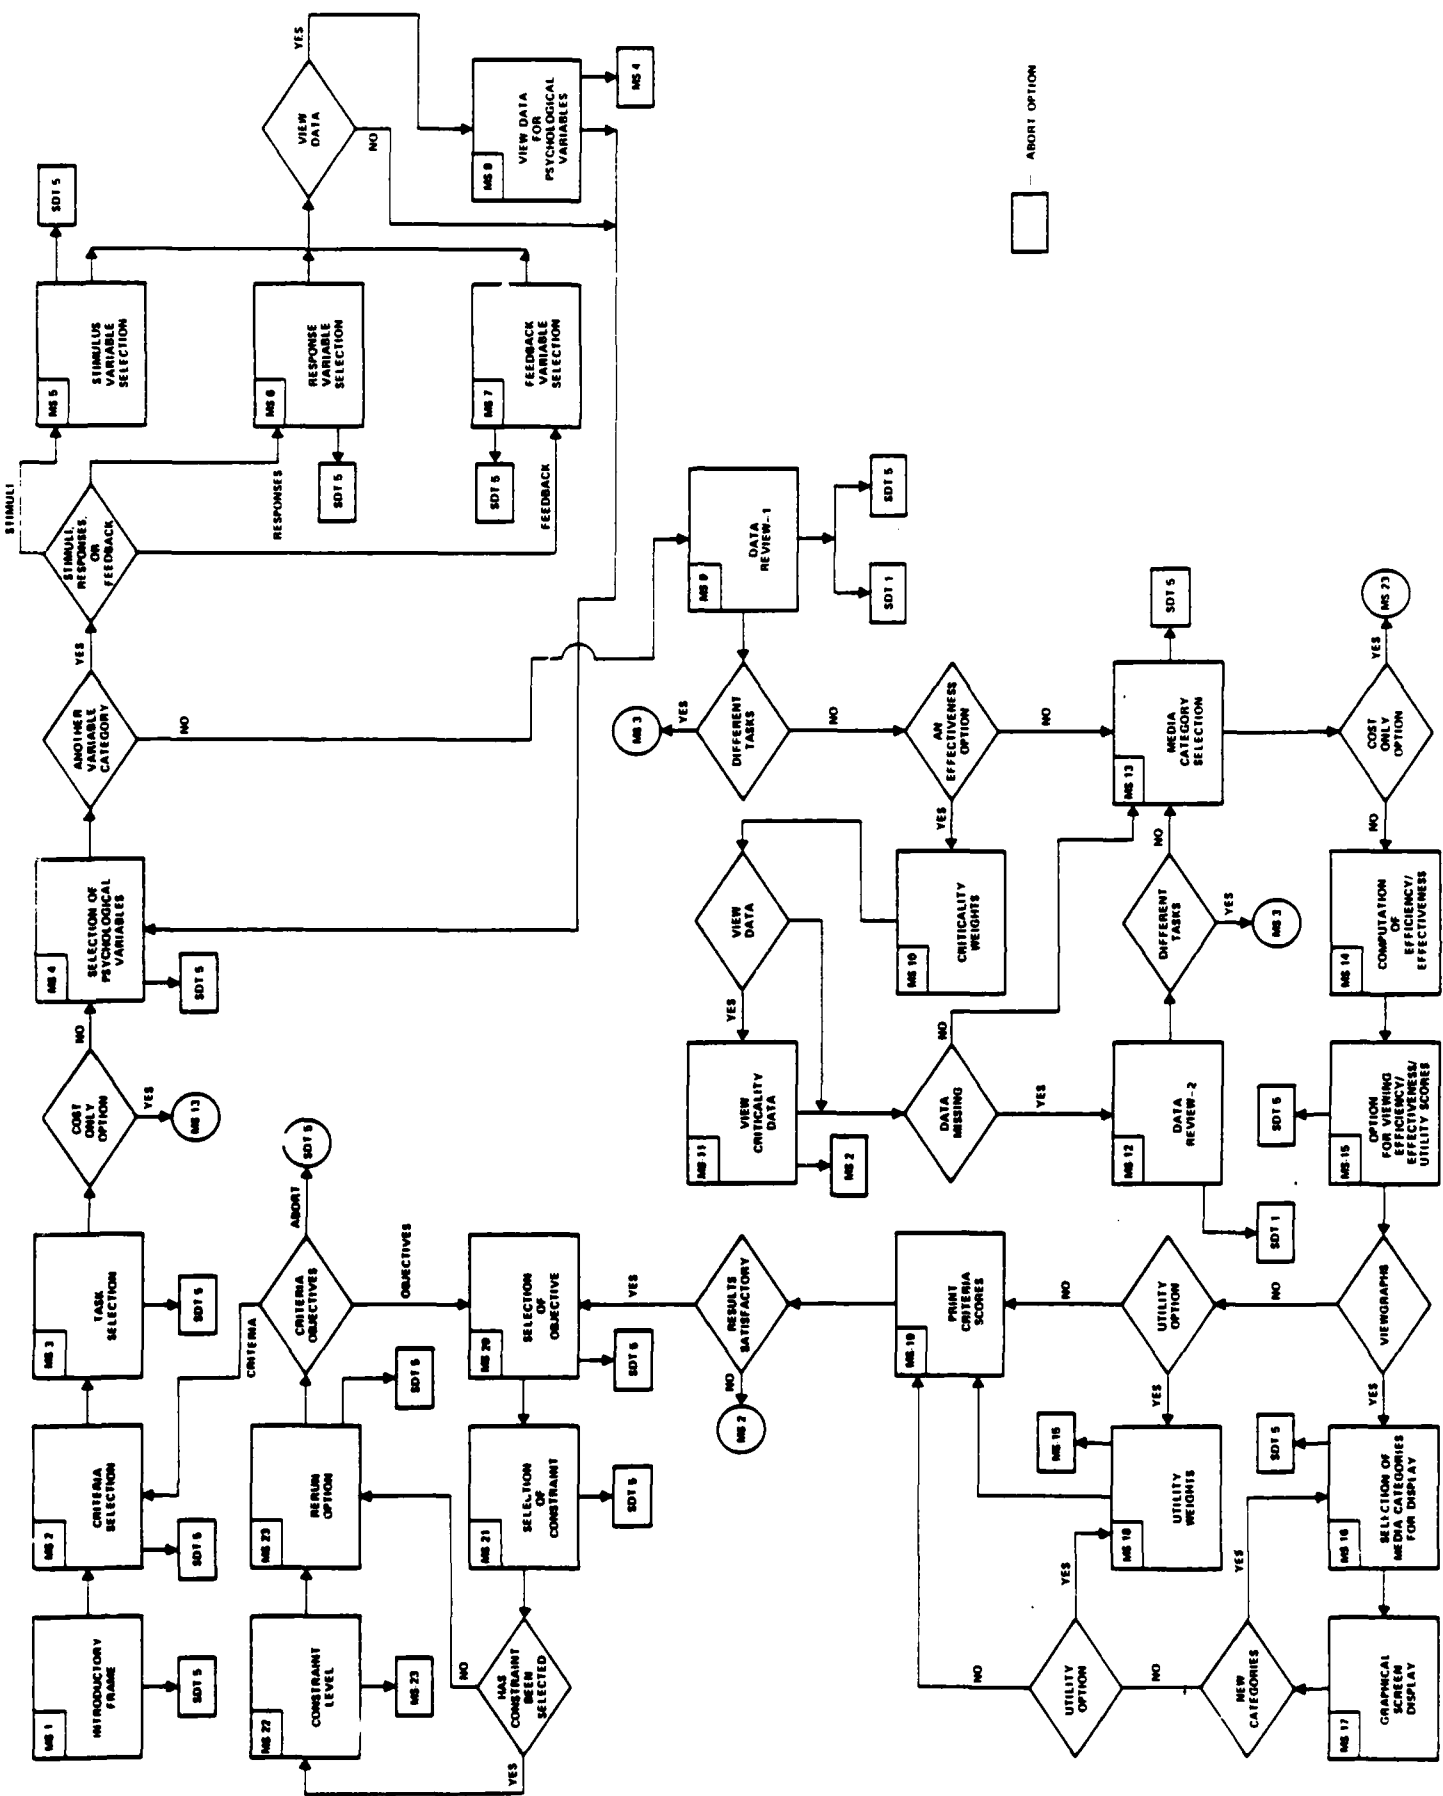 MS 1
INTRODUCTORY
FRAME
SDT 5
MS 2
CRITERIA
SELECTION
SDT 5
MS 3
TASK
SELECTION
SDT 5
COST
ONLY
OPTION
NO
YES
MS 13
MS 4
SELECTION OF
PSYCHOLOGICAL
VARIABLES
SDT 5
ANOTHER
VARIABLE
CATEGORY
YES
NO
STIMULI,
RESPONSES,
OR
FEEDBACK
STIMULI
RESPONSES
FEEDBACK
MS 5
STIMULUS
VARIABLE
SELECTION
SDT 5
MS 6
RESPONSE
VARIABLE
SELECTION
SDT 5
MS 7
FEEDBACK
VARIABLE
SELECTION
SDT 5
VIEW
DATA
YES
NO
MS 8
VIEW DATA
FOR
PSYCHOLOGICAL
VARIABLES
MS 4
MS 22
CONSTRAINT
LEVEL
MS 23
MS 23
RERUN
OPTION
SDT 5
CRITERIA
OBJECTIVES
CRITERIA
ABORT
SDT 5
OBJECTIVES
HAS
CONSTRAINT
BEEN
SELECTED
YES
NO
MS 21
SELECTION
OF
CONSTRAINT
SDT 5
MS 20
SELECTION
OF
OBJECTIVE
SDT 5
RESULTS
SATISFACTORY
YES
NO
MS 2
MS 11
VIEW
CRITICALITY
DATA
MS 2
VIEW
DATA
YES
DIFFERENT
TASKS
YES
MS 3
NO
MS 9
DATA
REVIEW-1
SDT 1
SDT 5
MS 19
PRINT
CRITERIA
SCORES
DATA
MISSING
NO
YES
MS 10
CRITICALITY
WEIGHTS
AN
EFFECTIVENESS
OPTION
YES
NO
ABORT OPTION
UTILITY
OPTION
NO
YES
MS 18
UTILITY
WEIGHTS
MS 15
UTILITY
OPTION
NO
YES
MS 12
DATA
REVIEW-2
SDT 1
DIFFERENT
TASKS
NO
YES
MS 3
MS 13
MEDIA
CATEGORY
SELECTION
SDT 5
NEW
CATEGORIES
NO
YES
MS 17
GRAPHICAL
SCREEN
DISPLAY
MS 16
SELECTION OF
MEDIA CATEGORIES
FOR DISPLAY
SDT 5
VIEWGRAPHS
YES
NO
MS 15
OPTION
FOR VIEWING
EFFICIENCY/
EFFECTIVENESS/
UTILITY SCORES
SDT 5
MS 14
COMPUTATION
OF
EFFICIENCY/
EFFECTIVENESS
COST
ONLY
OPTION
NO
YES
MS 23